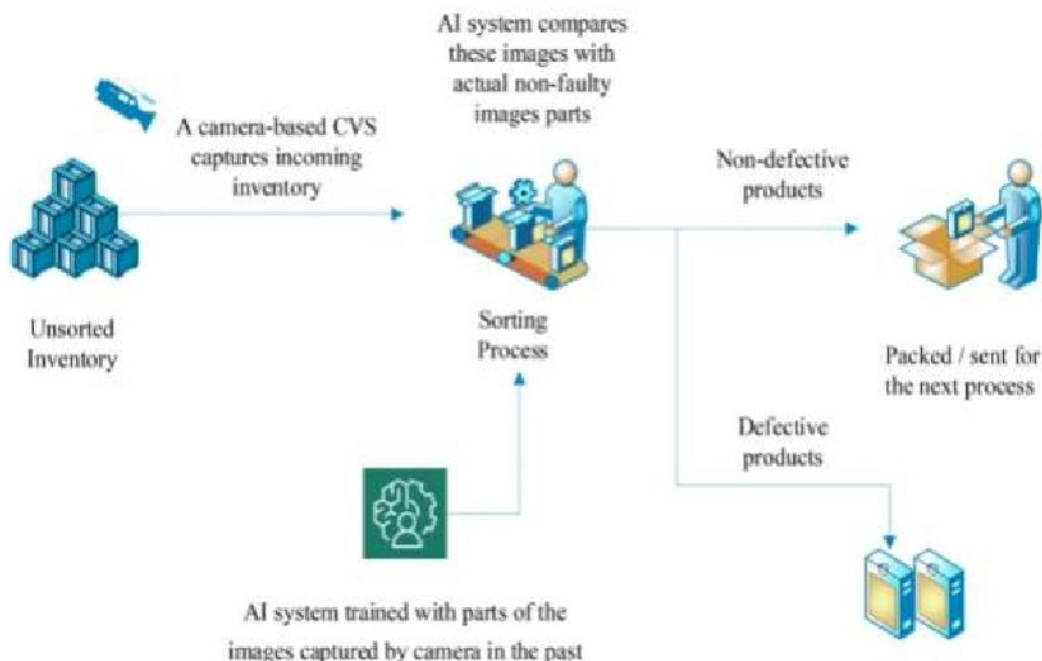 AI system compares
these images with
actual non-faulty
images parts
A camera-based CVS
captures incoming
inventory
Non-defective
products
Unsorted
Inventory
Sorting
Process
Packed / sent for
the next process
Defective
products
AI system trained with parts of the
images captured by camera in the past